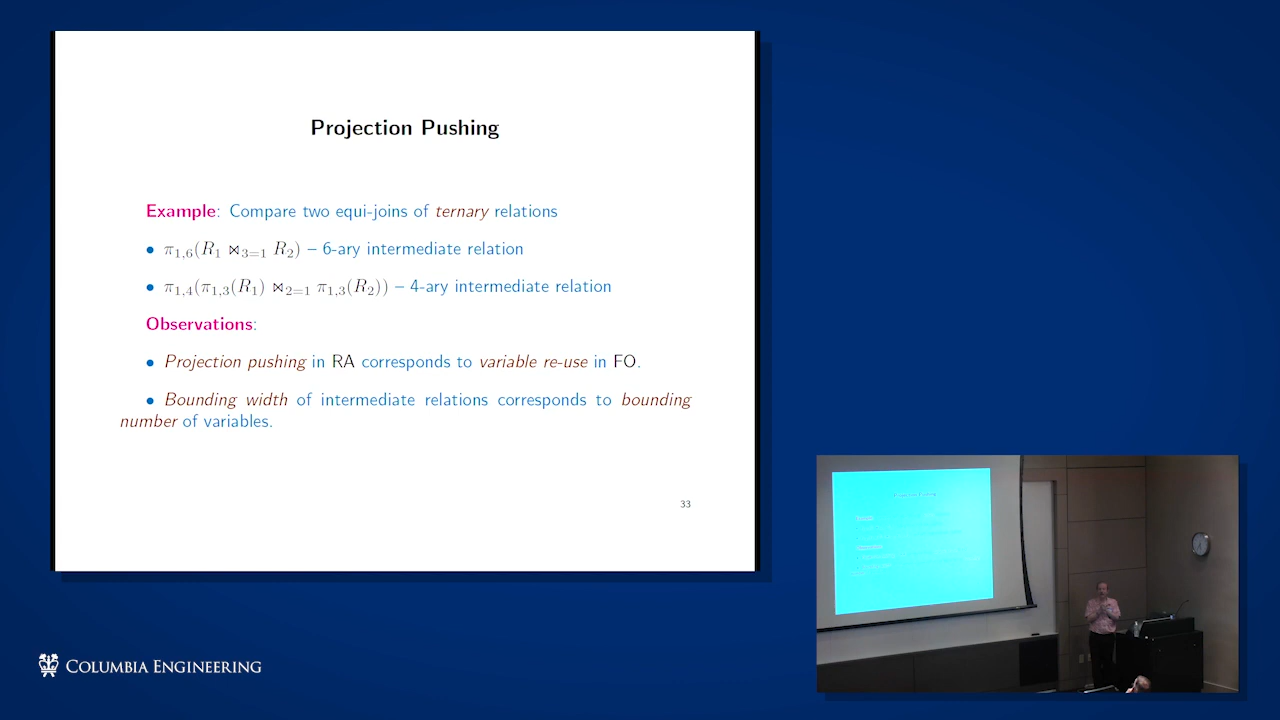 Projection Pushing
Example: Compare two equi-joins of ternary relations
• π1,6(R1 ⋈3=1 R2) – 6-ary intermediate relation
• π1,4(π1,3(R1) ⋈2=1 π1,3(R2)) – 4-ary intermediate relation
Observations:
• Projection pushing in RA corresponds to variable re-use in FO.
• Bounding width of intermediate relations corresponds to bounding
number of variables.
33
COLUMBIA ENGINEERING